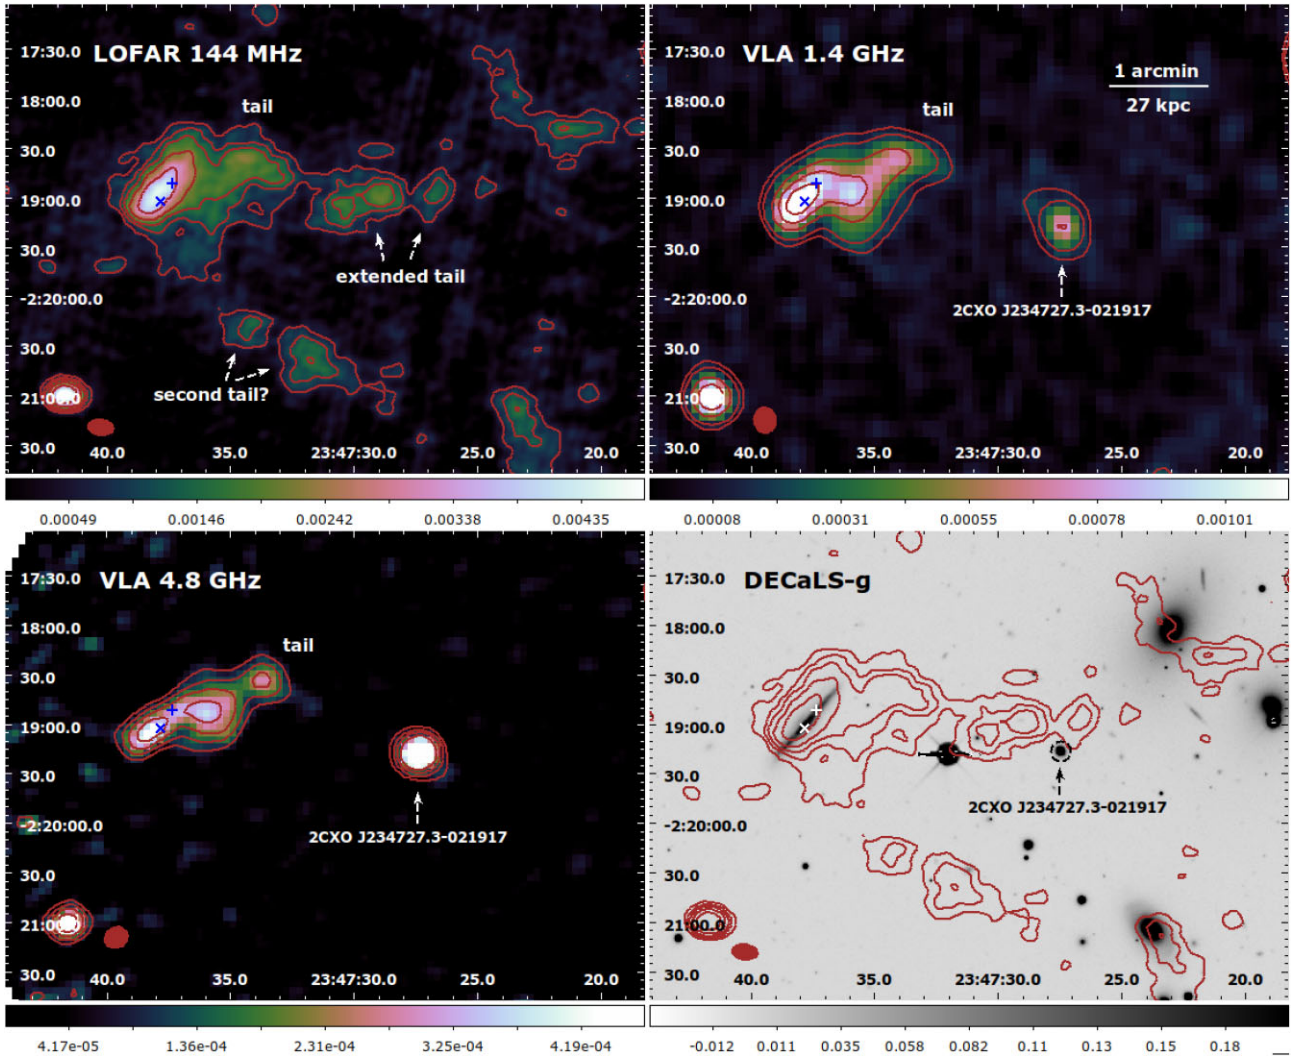 LOFAR 144 MHz
tail
17:30.0
18:00.0
30.0
19:00.0
30.0
-2:20:00.0
30.0
21:00.0
30.0
extended tail
second tail?
40.0 35.0 23:47:30.0 25.0 20.0
0.00049 0.00146 0.00242 0.00338 0.00435
VLA 1.4 GHz
1 arcmin
27 kpc
tail
17:30.0
18:00.0
30.0
19:00.0
30.0
-2:20:00.0
30.0
21:00.0
30.0
2CXO J234727.3-021917
40.0 35.0 23:47:30.0 25.0 20.0
0.00008 0.00031 0.00055 0.00078 0.00101
VLA 4.8 GHz
tail
17:30.0
18:00.0
30.0
19:00.0
30.0
-2:20:00.0
30.0
21:00.0
30.0
2CXO J234727.3-021917
40.0 35.0 23:47:30.0 25.0 20.0
4.17e-05 1.36e-04 2.31e-04 3.25e-04 4.19e-04
DECaLS-g
17:30.0
18:00.0
30.0
19:00.0
30.0
-2:20:00.0
30.0
21:00.0
30.0
2CXO J234727.3-021917
40.0 35.0 23:47:30.0 25.0 20.0
-0.012 0.011 0.035 0.058 0.082 0.11 0.13 0.15 0.18